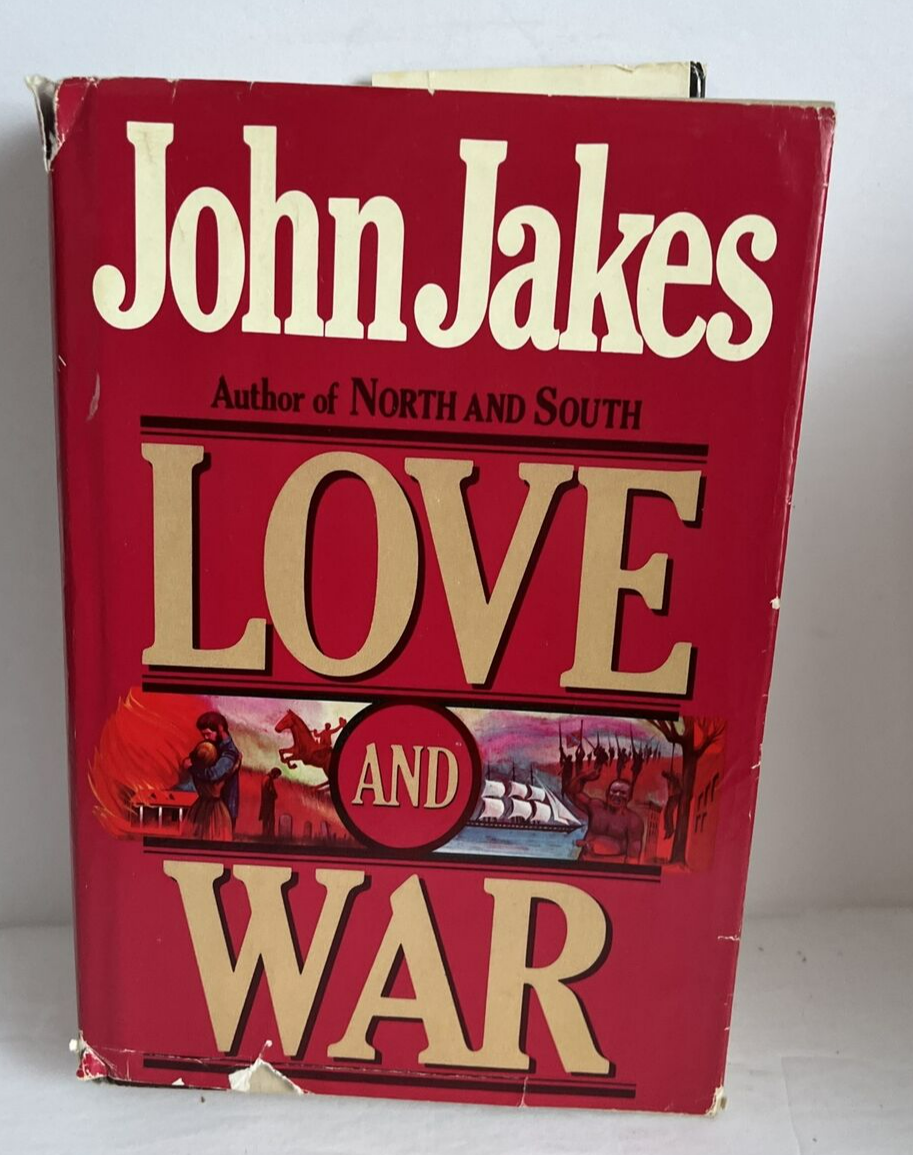 John Jakes
Author of NORTH AND SOUTH
LOVE
AND
WAR